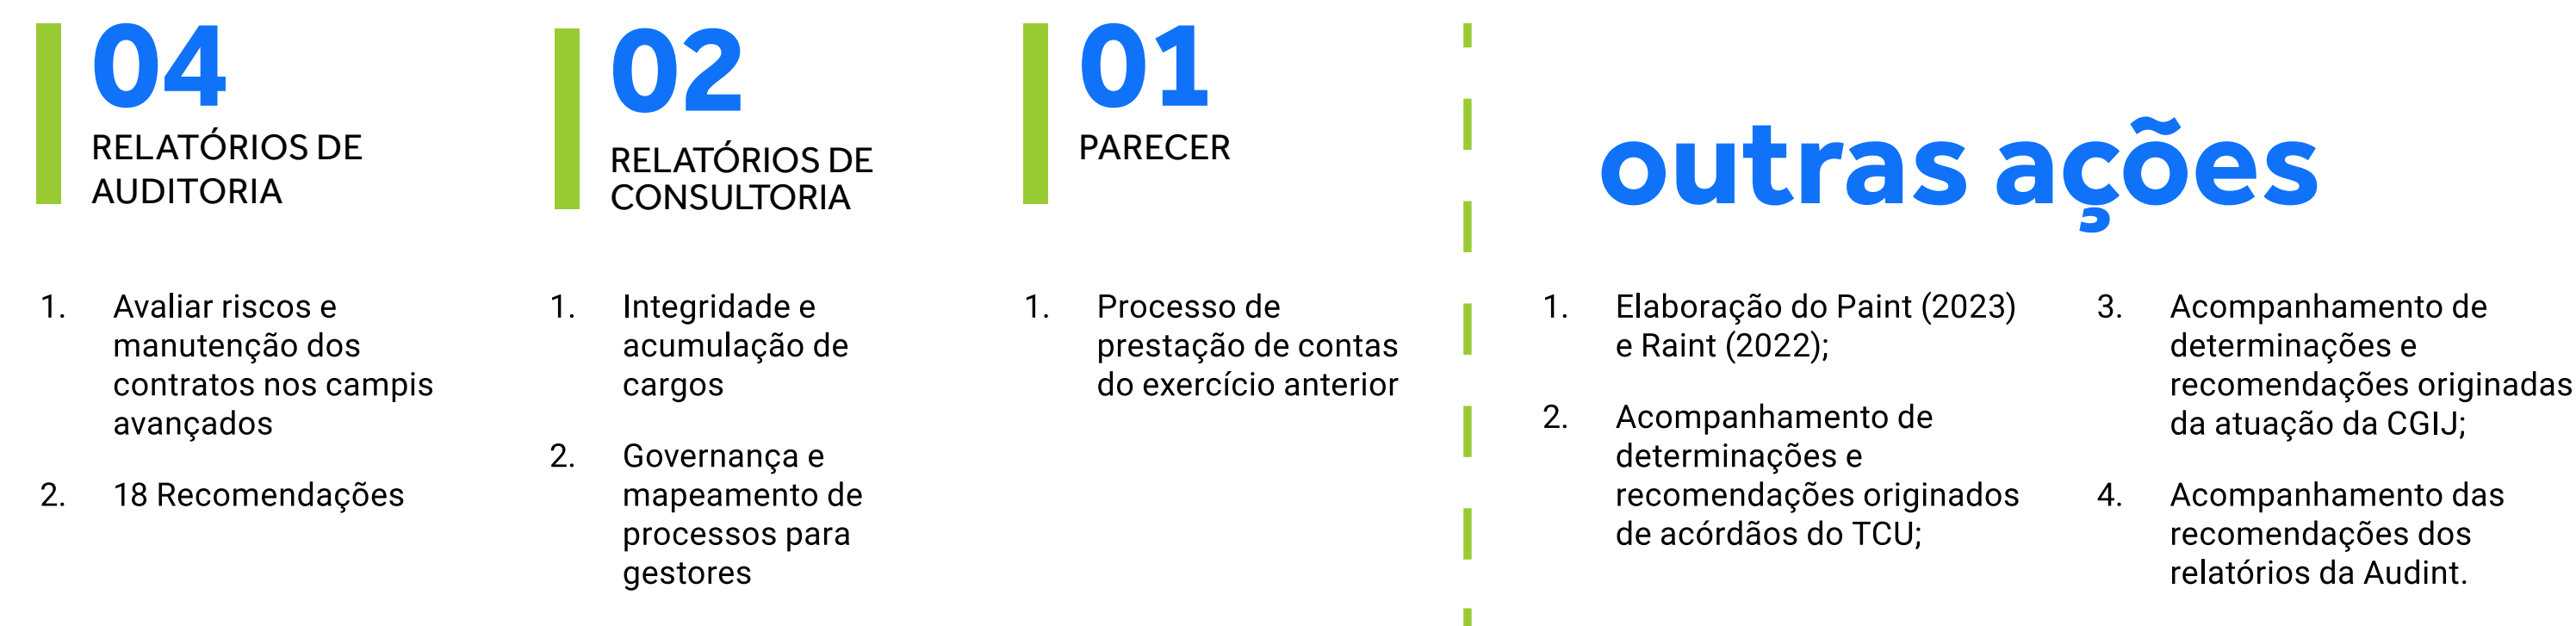 04
RELATÓRIOS DE
AUDITORIA
1. Avaliar riscos e
manutenção dos
contratos nos campis
avançados
2. 18 Recomendações
02
RELATÓRIOS DE
CONSULTORIA
1. Integridade e
acumulação de
cargos
2. Governança e
mapeamento de
processos para
gestores
01
PARECER
1. Processo de
prestação de contas
do exercício anterior
outras ações
1. Elaboração do Paint (2023)
e Raint (2022);
2. Acompanhamento de
determinações e
recomendações originados
de acórdãos do TCU;
3. Acompanhamento de
determinações e
recomendações originadas
da atuação da CGIJ;
4. Acompanhamento das
recomendações dos
relatórios da Audint.